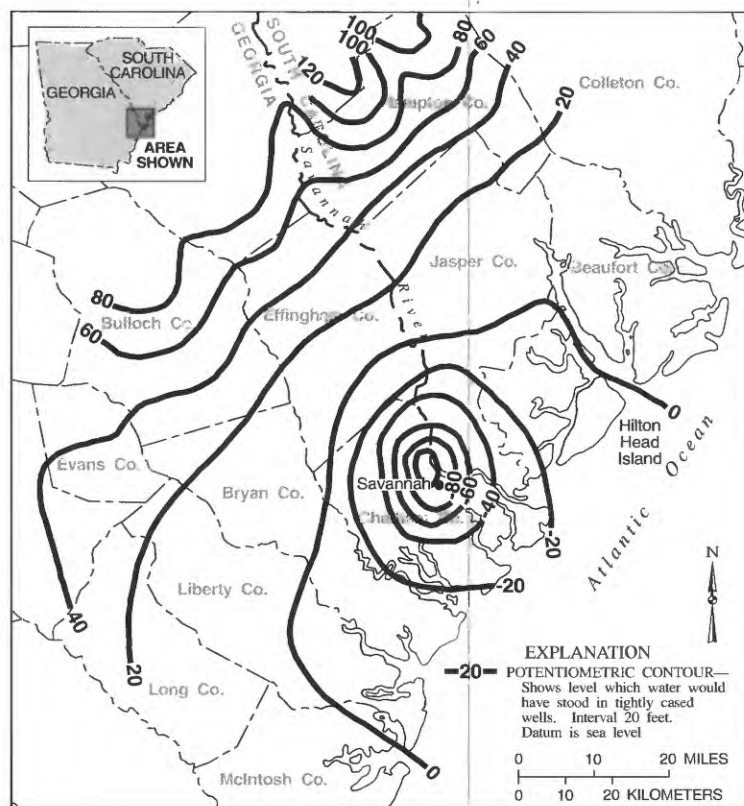 SOUTH
CAROLINA
GEORGIA
AREA
SHOWN
SOUTH CAROLINA
GEORGIA
Savannah
River
100
100
120
80
60
40
20
Colleton Co.
Jasper Co.
Beaufort Co.
80
Bulloch Co.
60
Effingham Co.
0
Hilton
Head
Island
Atlantic Ocean
Evans Co.
Bryan Co.
Savannah
-80
-60
-40
-20
-20
Liberty Co.
40
20
Long Co.
McIntosh Co.
0
N
EXPLANATION
-20 POTENTIOMETRIC CONTOUR—
Shows level which water would
have stood in tightly cased
wells. Interval 20 feet.
Datum is sea level
0 10 20 MILES
0 10 20 KILOMETERS